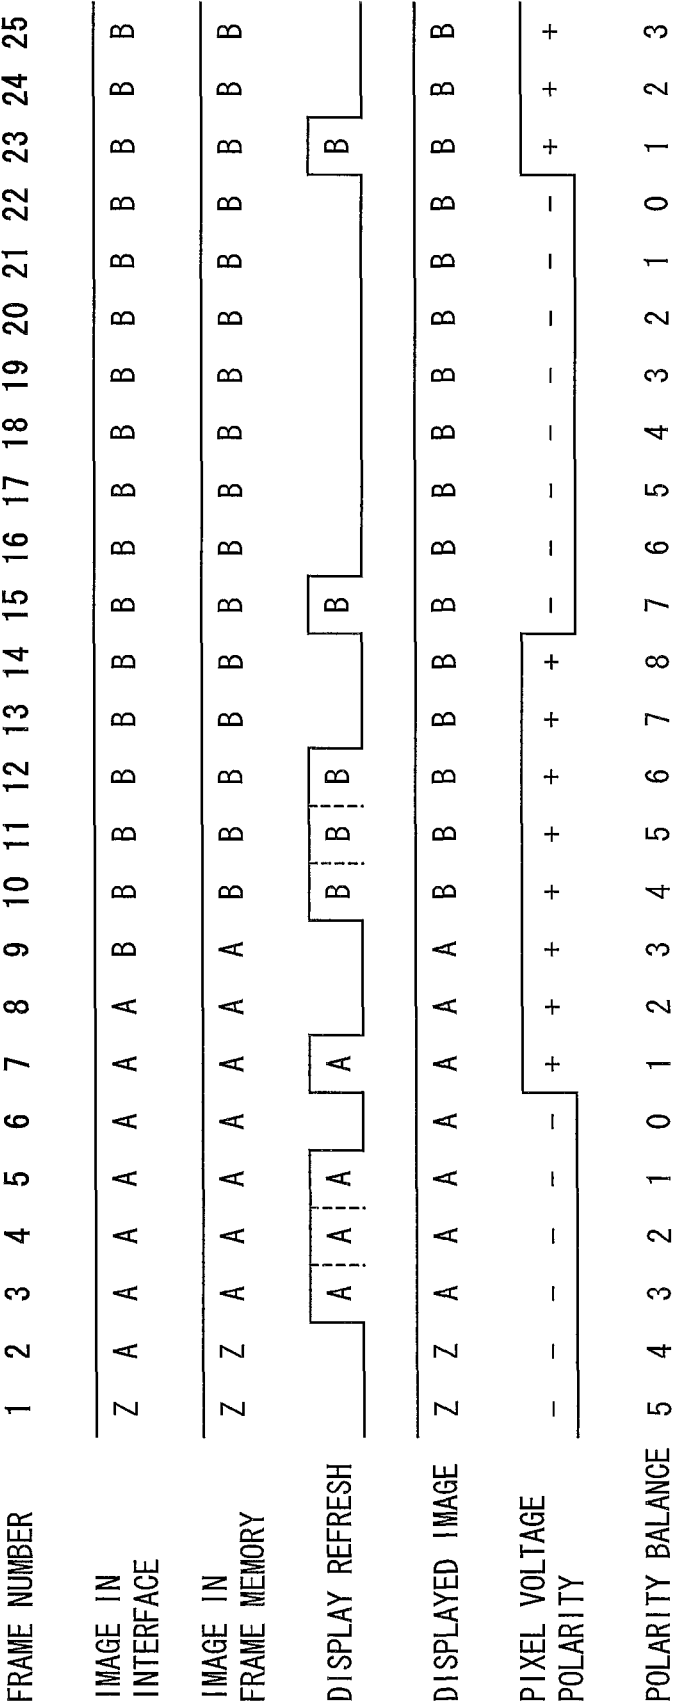 FRAME NUMBER 1 2 3 4 5 6 7 8 9 10 11 12 13 14 15 16 17 18 19 20 21 22 23 24 25
IMAGE IN
INTERFACE Z A A A A A A A B B B B B B B B B B B B B B B B B
IMAGE IN
FRAME MEMORY Z Z A A A A A A A B B B B B B B B B B B B B B B B
DISPLAY REFRESH A A A A B B B B B
DISPLAYED IMAGE Z Z A A A A A A A B B B B B B B B B B B B B B B B
PIXEL VOLTAGE
POLARITY − − − − − − + + + + + + + + − − − − − − − − + + +
POLARITY BALANCE 5 4 3 2 1 0 1 2 3 4 5 6 7 8 7 6 5 4 3 2 1 0 1 2 3